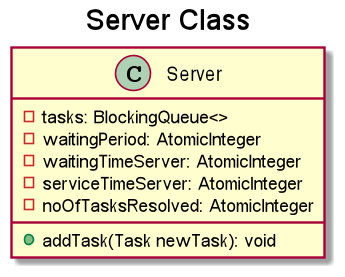 Server Class
C Server
tasks: BlockingQueue<>
waitingPeriod: AtomicInteger
waitingTimeServer: AtomicInteger
serviceTimeServer: AtomicInteger
noOfTasksResolved: AtomicInteger
addTask(Task newTask): void